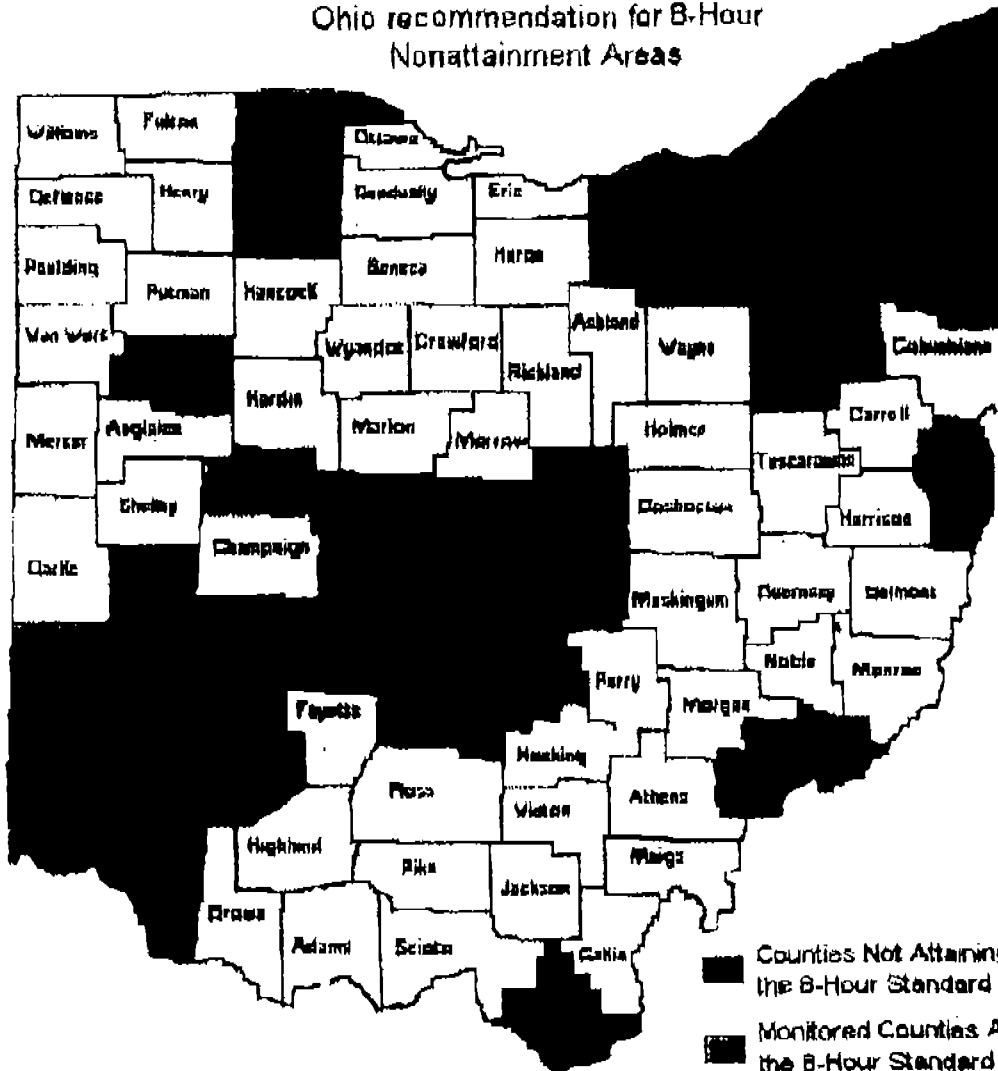 Ohio recommendation for 8-Hour
Nonattainment Areas
Williams
Fulton
Ottawa
Defiance
Henry
Sandusky
Erie
Paulding
Putnam
Hancock
Seneca
Huron
Van Wert
Wyandot
Crawford
Richland
Ashland
Wayne
Columbiana
Mercer
Auglaize
Hardin
Marion
Morrow
Holmes
Carroll
Tuscarawas
Shelby
Champaign
Coshocton
Harrison
Darke
Muskingum
Guernsey
Belmont
Fayette
Perry
Noble
Monroe
Morgan
Hocking
Ross
Vinton
Athens
Highland
Pike
Jackson
Meigs
Brown
Adams
Scioto
Gallia
Counties Not Attaining
the 8-Hour Standard
Monitored Counties A
the 8-Hour Standard